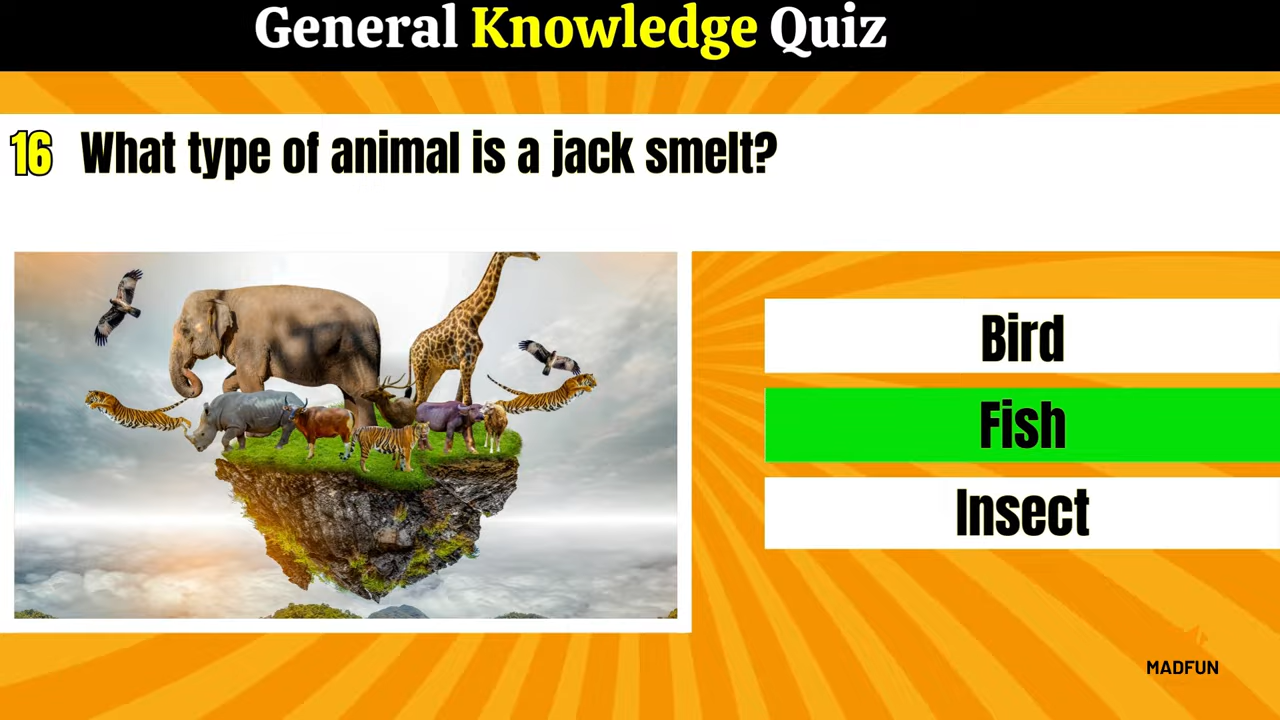 General Knowledge Quiz
16 What type of animal is a jack smelt?
Bird
Fish
Insect
MADFUN